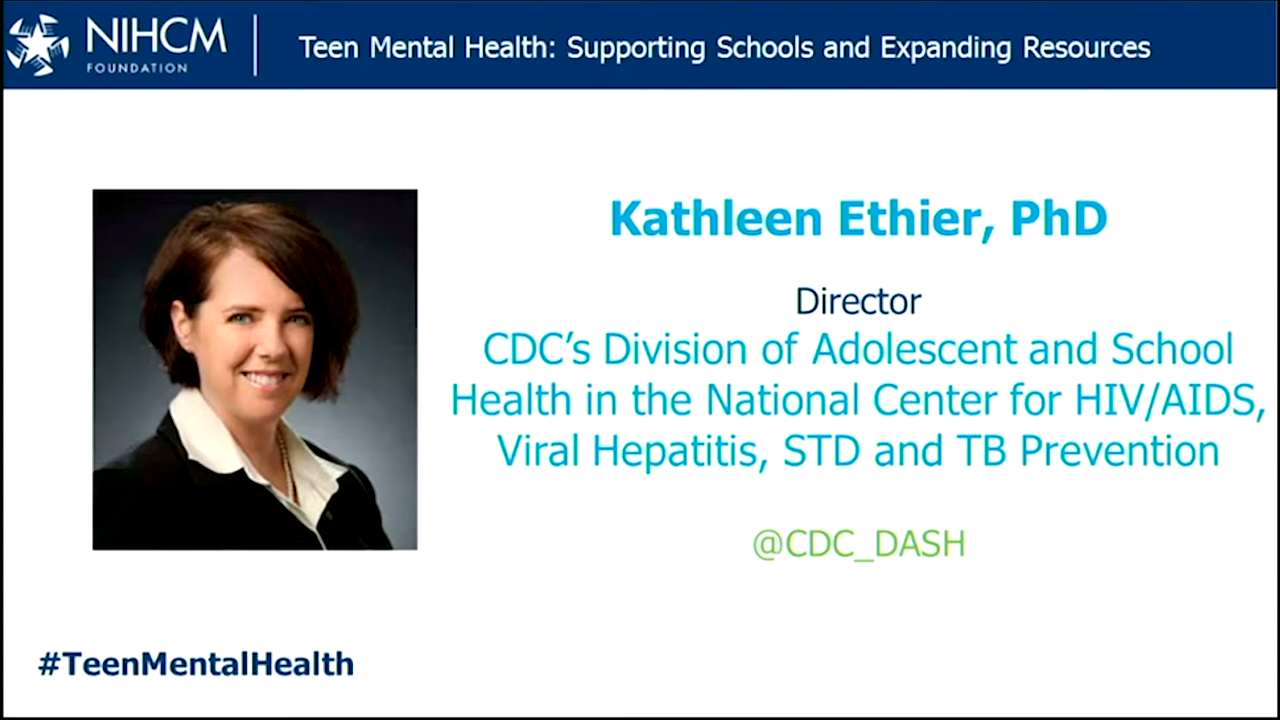 NIHCM
FOUNDATION
Teen Mental Health: Supporting Schools and Expanding Resources
Kathleen Ethier, PhD
Director
CDC’s Division of Adolescent and School
Health in the National Center for HIV/AIDS,
Viral Hepatitis, STD and TB Prevention
@CDC_DASH
#TeenMentalHealth